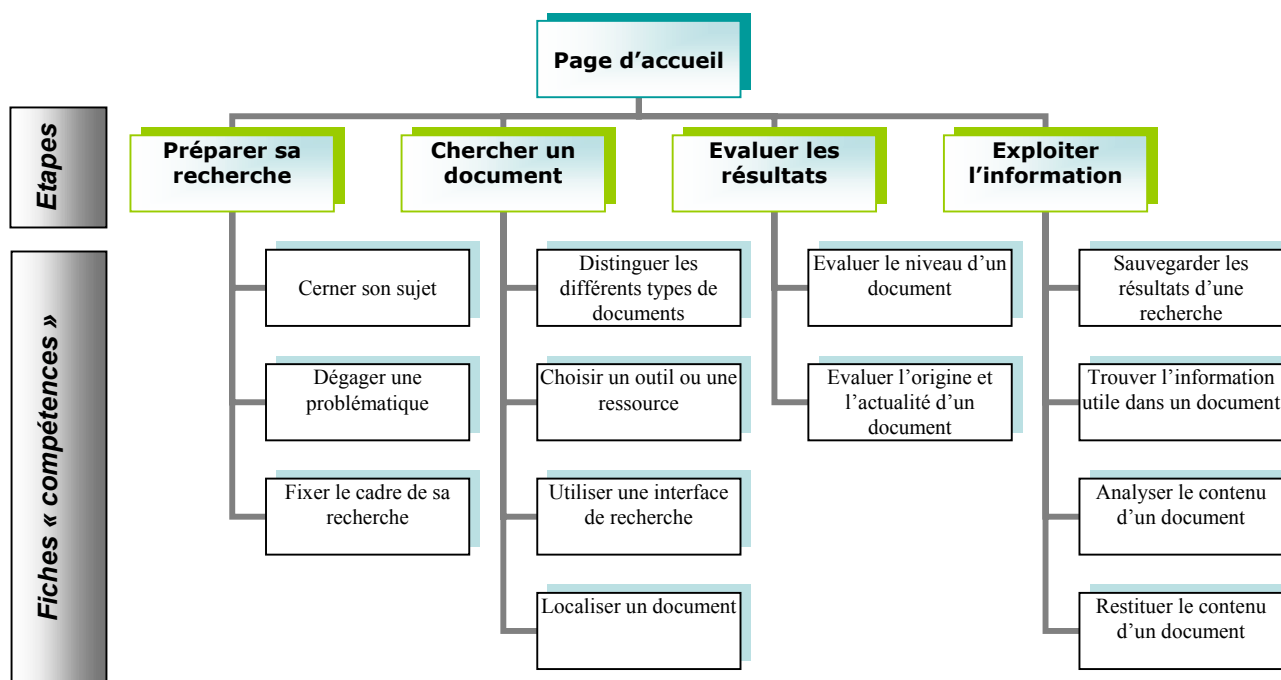 Page d'accueil
Etapes
Préparer sa
recherche
Chercher un
document
Evaluer les
résultats
Exploiter
l'information
Fiches « compétences »
Cerner son sujet
Dégager une
problématique
Fixer le cadre de sa
recherche
Distinguer les
différents types de
documents
Choisir un outil ou une
ressource
Utiliser une interface
de recherche
Localiser un document
Evaluer le niveau d'un
document
Evaluer l'origine et
l'actualité d'un
document
Sauvegarder les
résultats d'une
recherche
Trouver l'information
utile dans un document
Analyser le contenu
d'un document
Restituer le contenu
d'un document